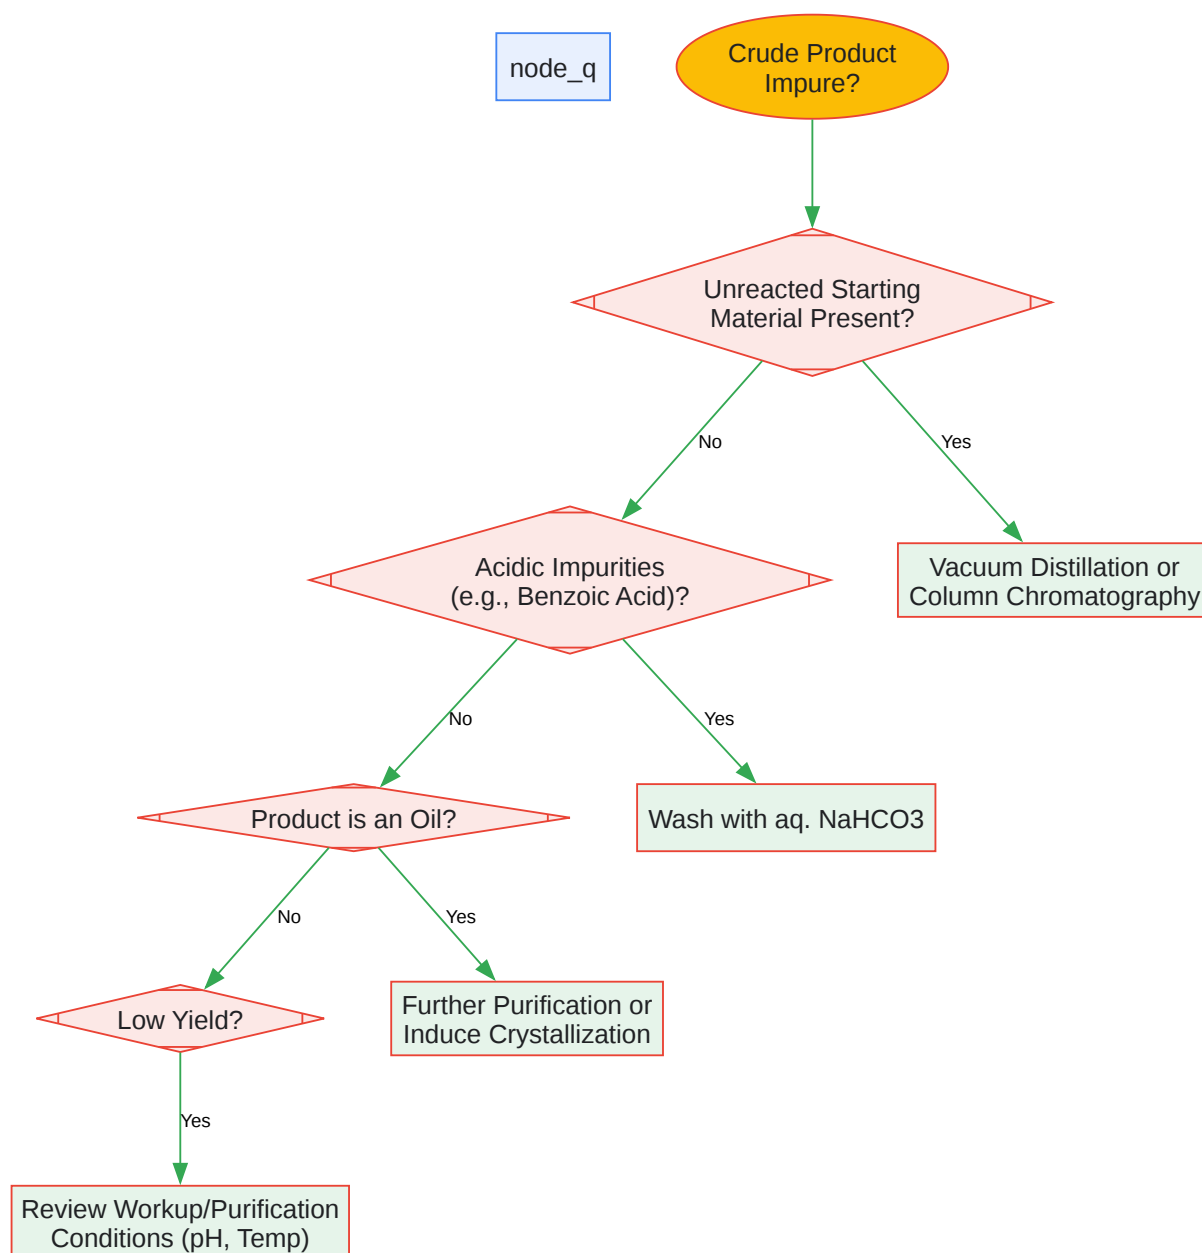 node_q
Crude Product
Impure?
Unreacted Starting
Material Present?
No
Yes
Vacuum Distillation or
Column Chromatography
Acidic Impurities
(e.g., Benzoic Acid)?
No
Yes
Product is an Oil?
Wash with aq. NaHCO3
No
Yes
Further Purification or
Induce Crystallization
Low Yield?
Yes
Review Workup/Purification
Conditions (pH, Temp)